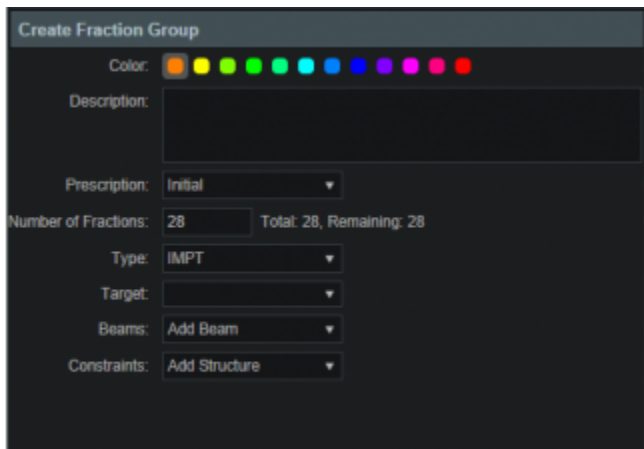 Create Fraction Group
Color:
Description:
Prescription: Initial
Number of Fractions: 28 Total: 28, Remaining: 28
Type: IMPT
Target:
Beams: Add Beam
Constraints: Add Structure